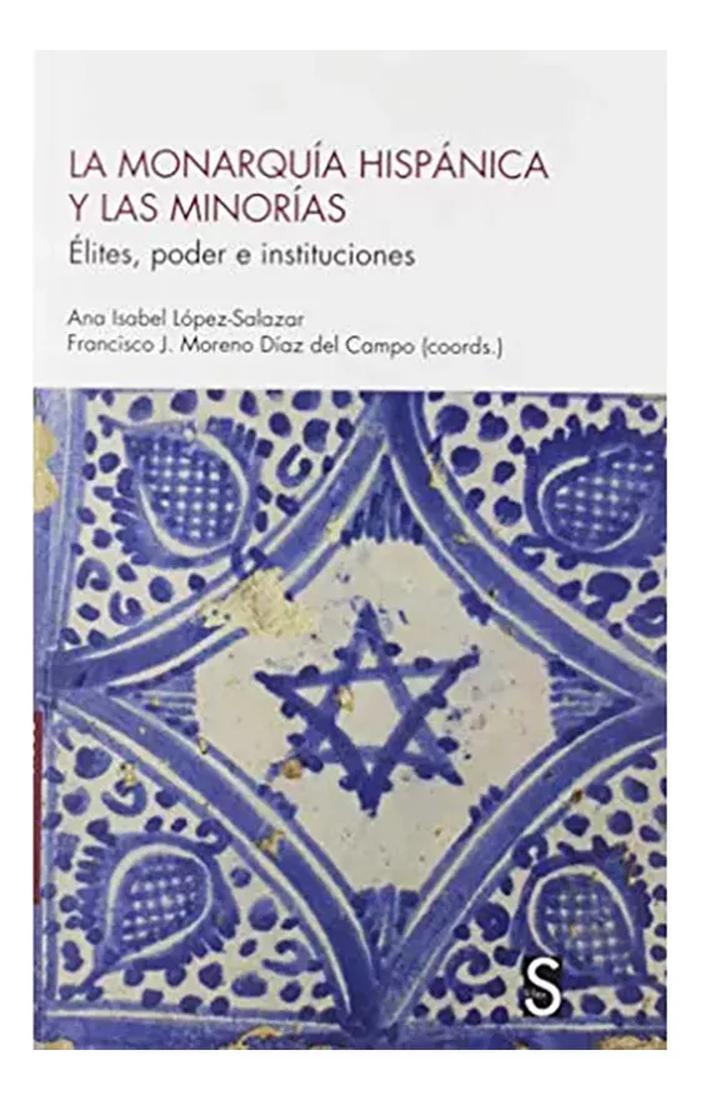 LA MONARQUÍA HISPÁNICA
Y LAS MINORÍAS
Élites, poder e instituciones
Ana Isabel López-Salazar
Francisco J. Moreno Díaz del Campo (coords.)
S